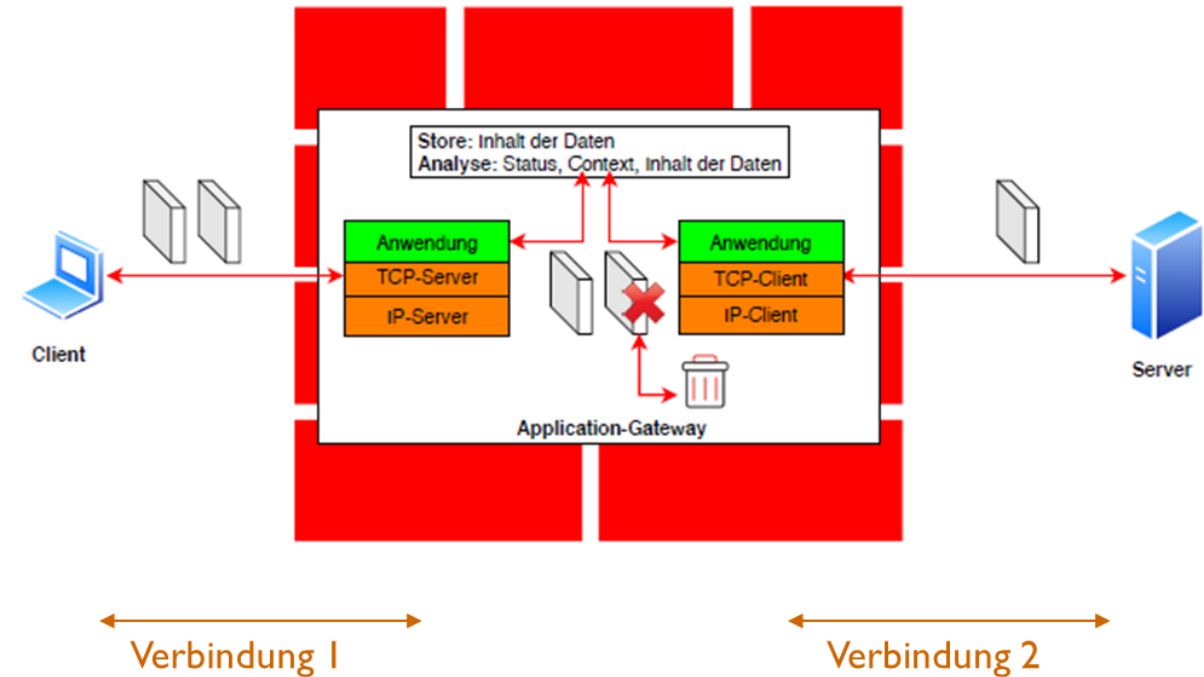 Store: Inhalt der Daten
Analyse: Status, Context, Inhalt der Daten
Anwendung
TCP-Server
IP-Server
Anwendung
TCP-Client
IP-Client
Client
Server
Application-Gateway
Verbindung 1
Verbindung 2